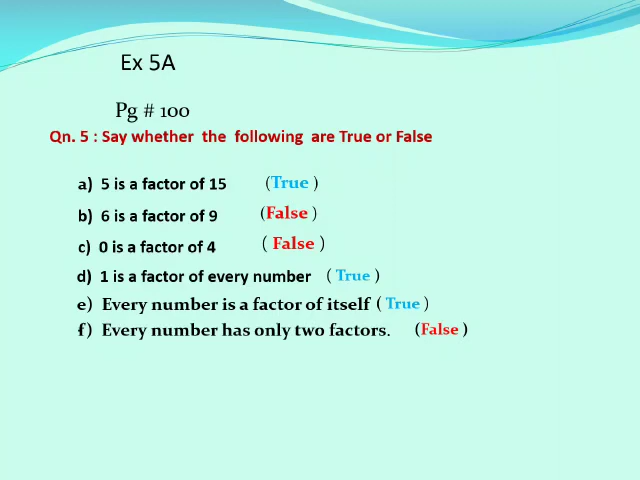 Ex 5A
Pg # 100
Qn. 5 : Say whether the following are True or False
a) 5 is a factor of 15 (True )
b) 6 is a factor of 9 (False )
c) 0 is a factor of 4 ( False )
d) 1 is a factor of every number ( True )
e) Every number is a factor of itself ( True )
f) Every number has only two factors. (False )